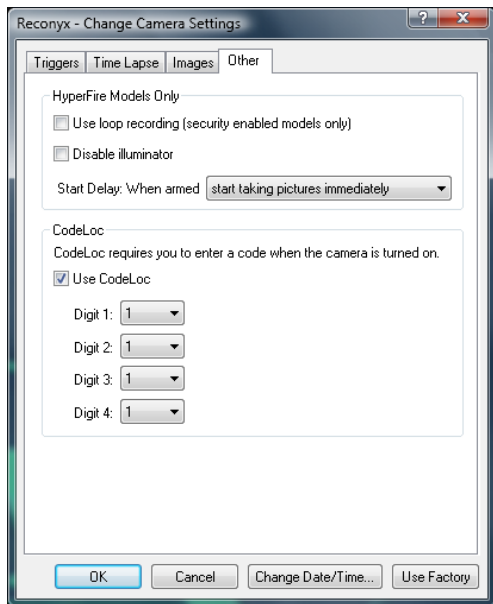 Reconyx - Change Camera Settings
Triggers Time Lapse Images Other
HyperFire Models Only
Use loop recording (security enabled models only)
Disable illuminator
Start Delay: When armed start taking pictures immediately
CodeLoc
CodeLoc requires you to enter a code when the camera is turned on.
Use CodeLoc
Digit 1: 1
Digit 2: 1
Digit 3: 1
Digit 4: 1
OK Cancel Change Date/Time... Use Factory